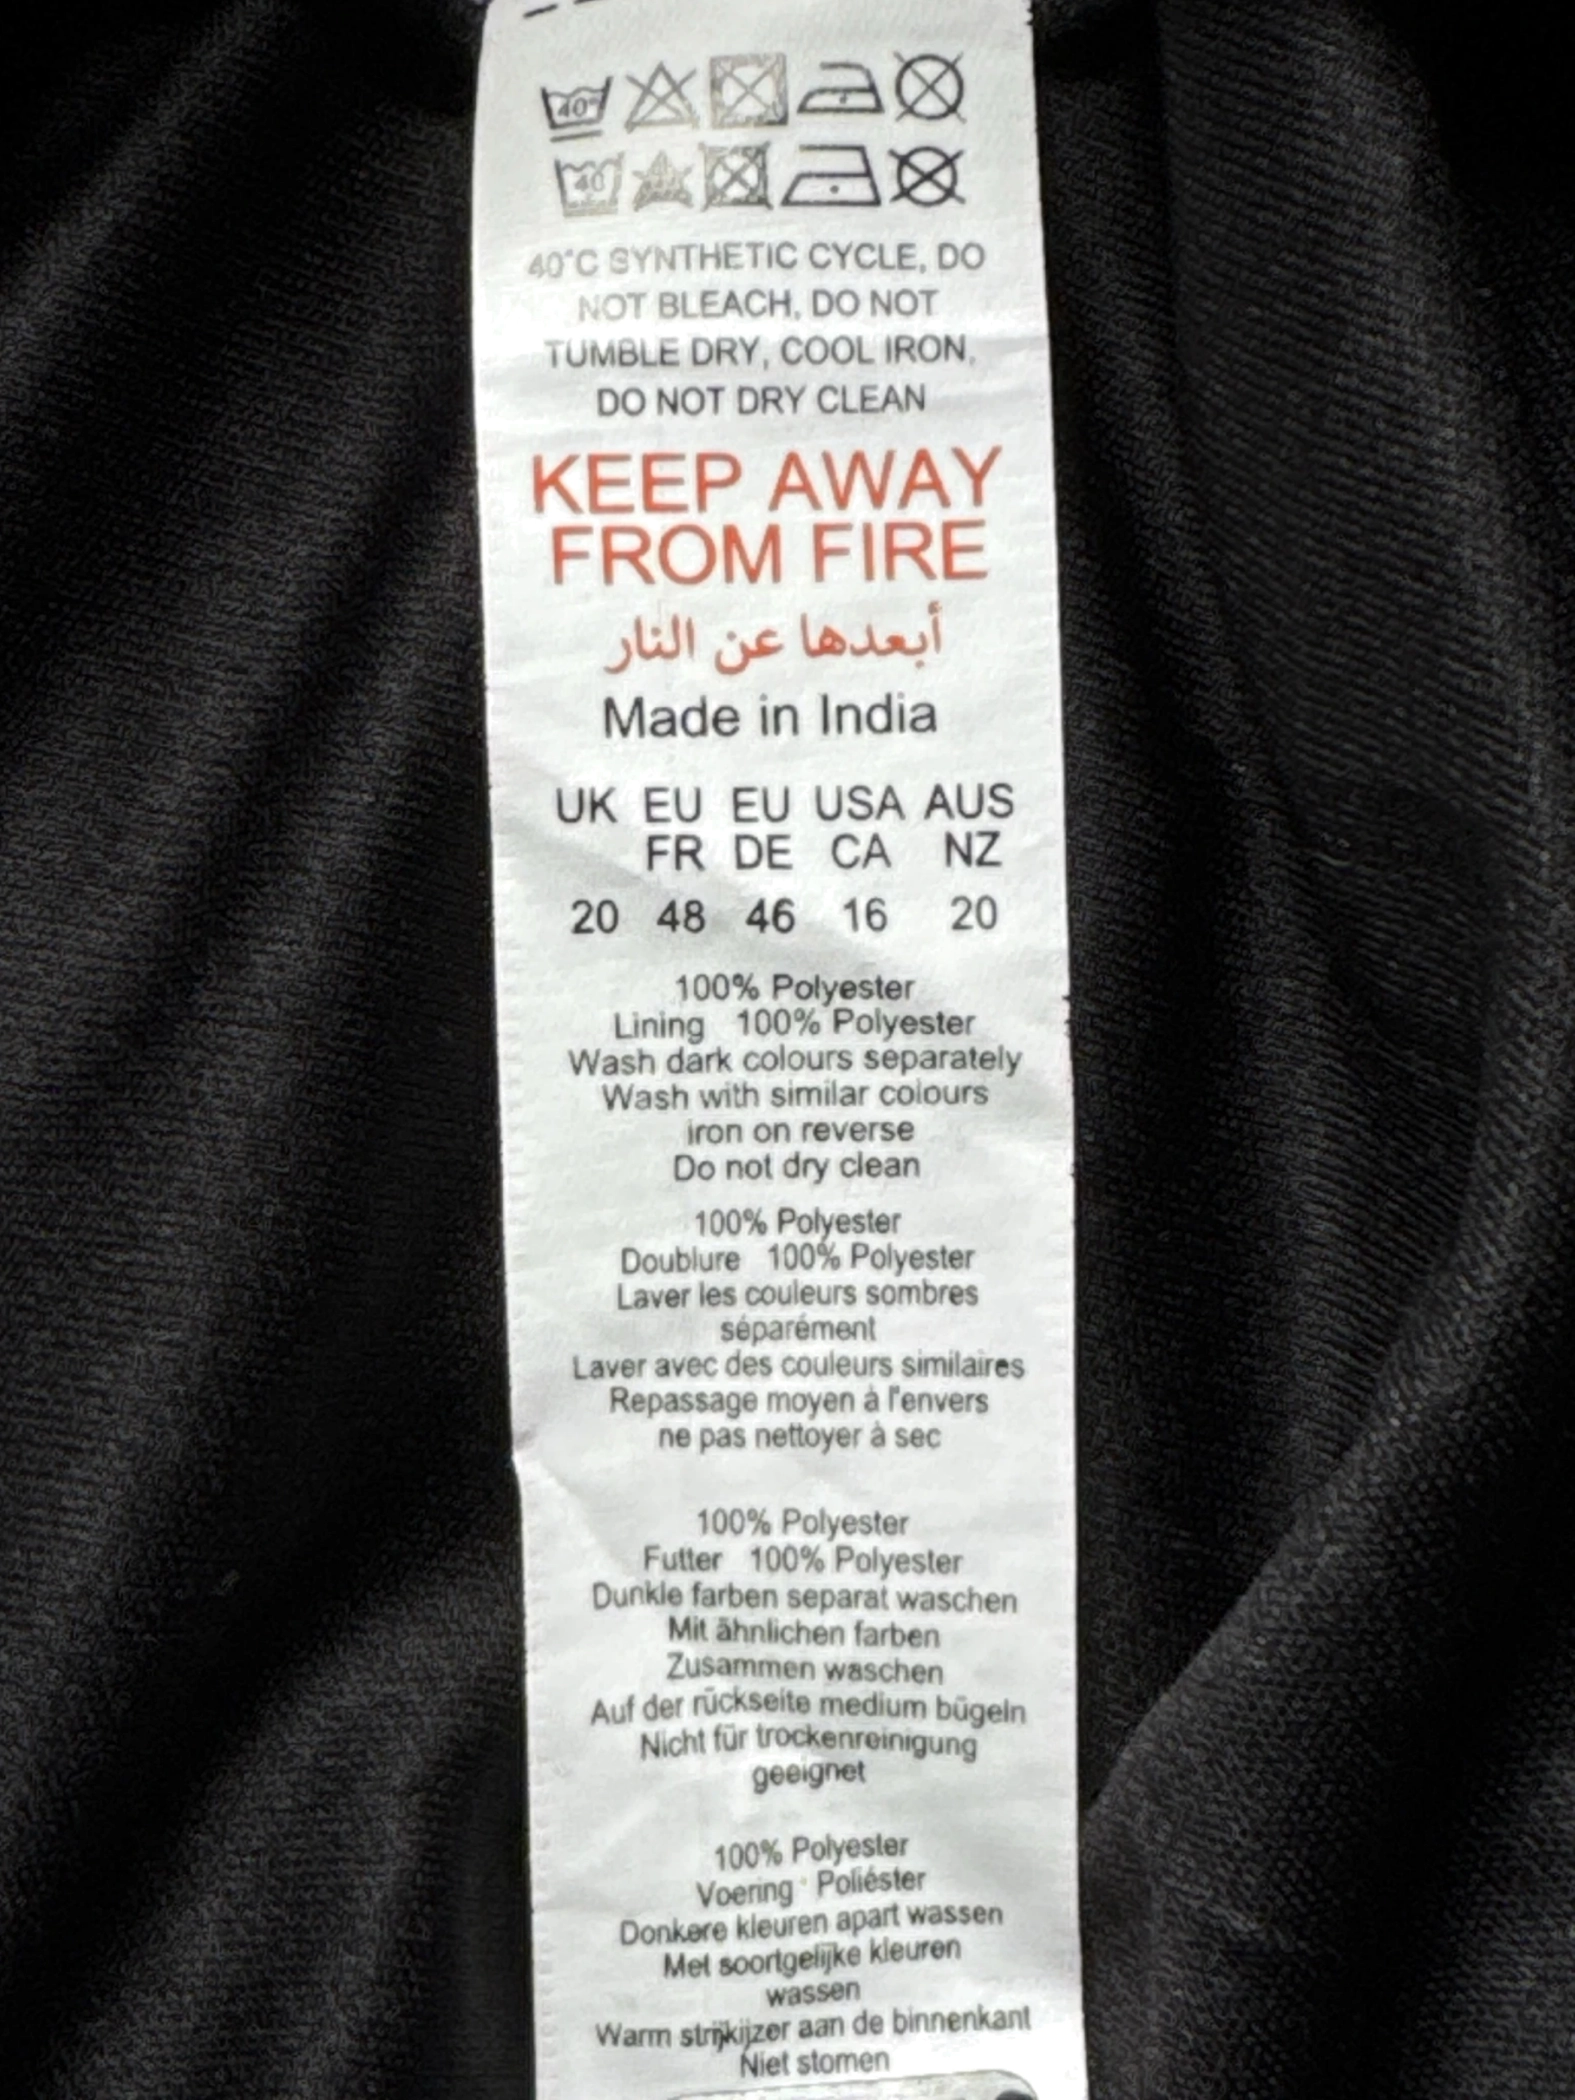 40°
40
40°C SYNTHETIC CYCLE, DO
NOT BLEACH, DO NOT
TUMBLE DRY, COOL IRON,
DO NOT DRY CLEAN
KEEP AWAY
FROM FIRE
أبعدها عن النار
Made in India
UK EU EU USA AUS
FR DE CA NZ
20 48 46 16 20
100% Polyester
Lining 100% Polyester
Wash dark colours separately
Wash with similar colours
iron on reverse
Do not dry clean
100% Polyester
Doublure 100% Polyester
Laver les couleurs sombres
séparément
Laver avec des couleurs similaires
Repassage moyen à l'envers
ne pas nettoyer à sec
100% Polyester
Futter 100% Polyester
Dunkle farben separat waschen
Mit ähnlichen farben
Zusammen waschen
Auf der rückseite medium bügeln
Nicht für trockenreinigung
geeignet
100% Polyester
Voering Poliéster
Donkere kleuren apart wassen
Met soortgelijke kleuren
wassen
Warm strijkijzer aan de binnenkant
Niet stomen